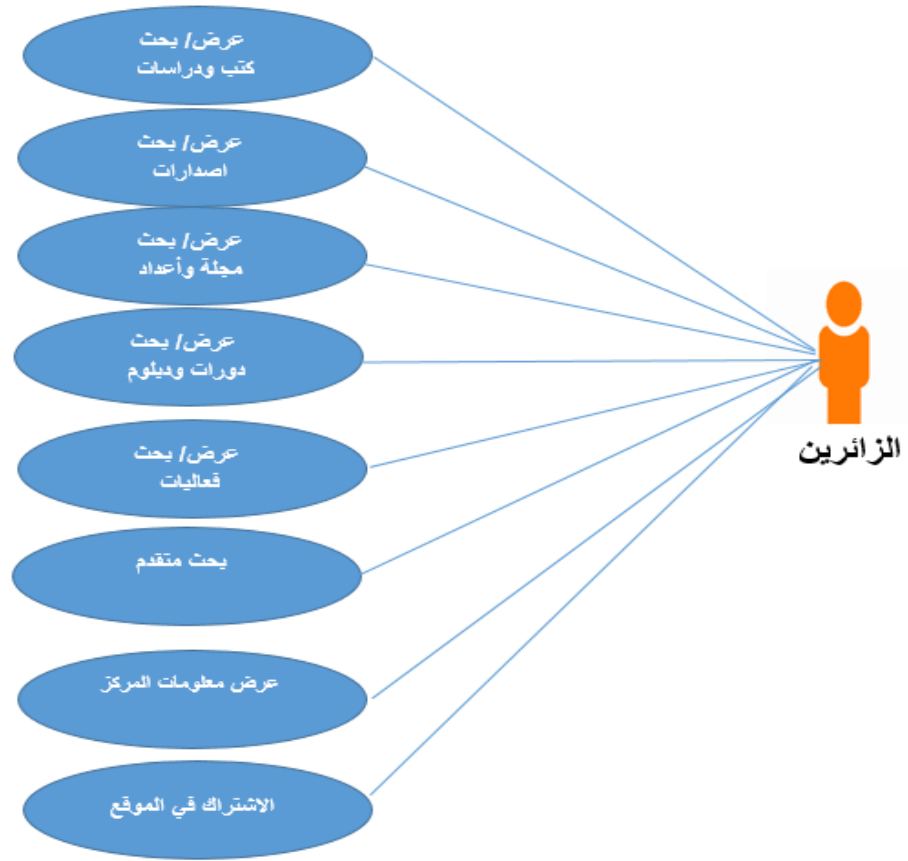 عرض/ بحث
كتب ودراسات
عرض/ بحث
اصدارات
عرض/ بحث
مجلة وأعداد
عرض/ بحث
دورات ودبلوم
عرض/ بحث
فعاليات
بحث متقدم
عرض معلومات المركز
الاشتراك في الموقع
الزائرين